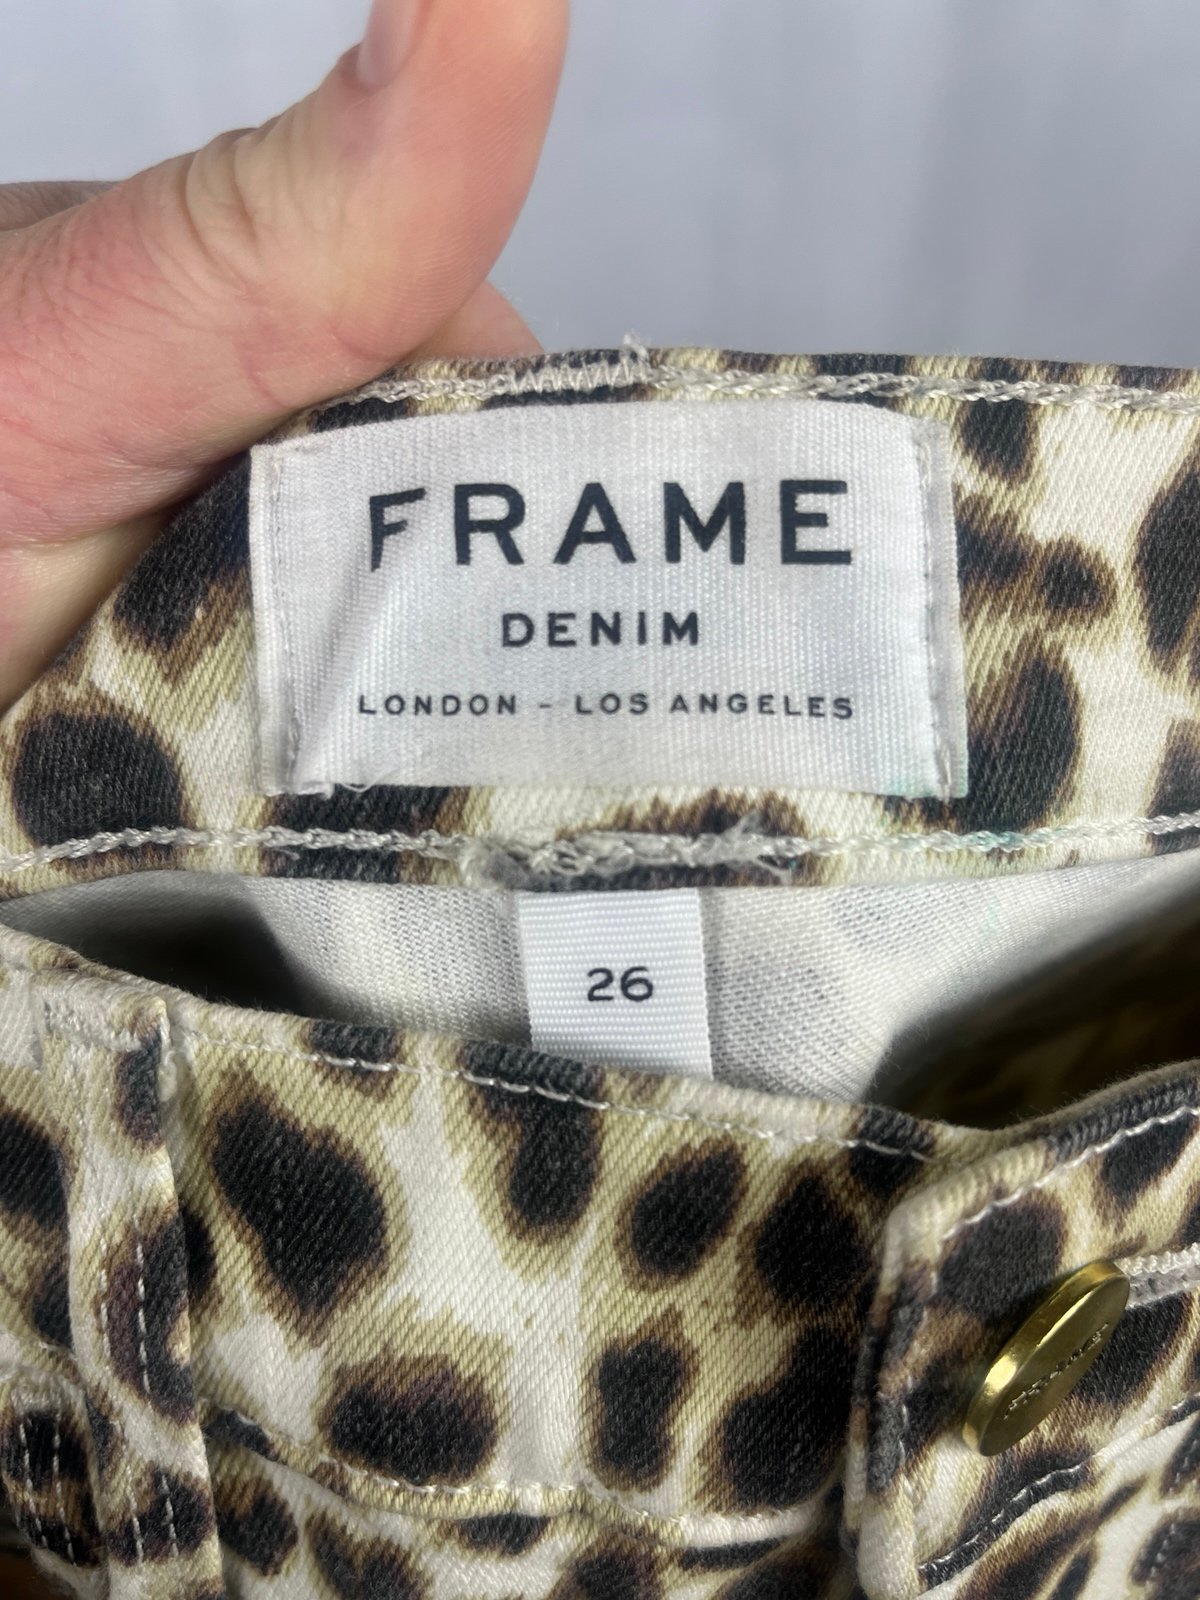 FRAME
DENIM
LONDON - LOS ANGELES
26